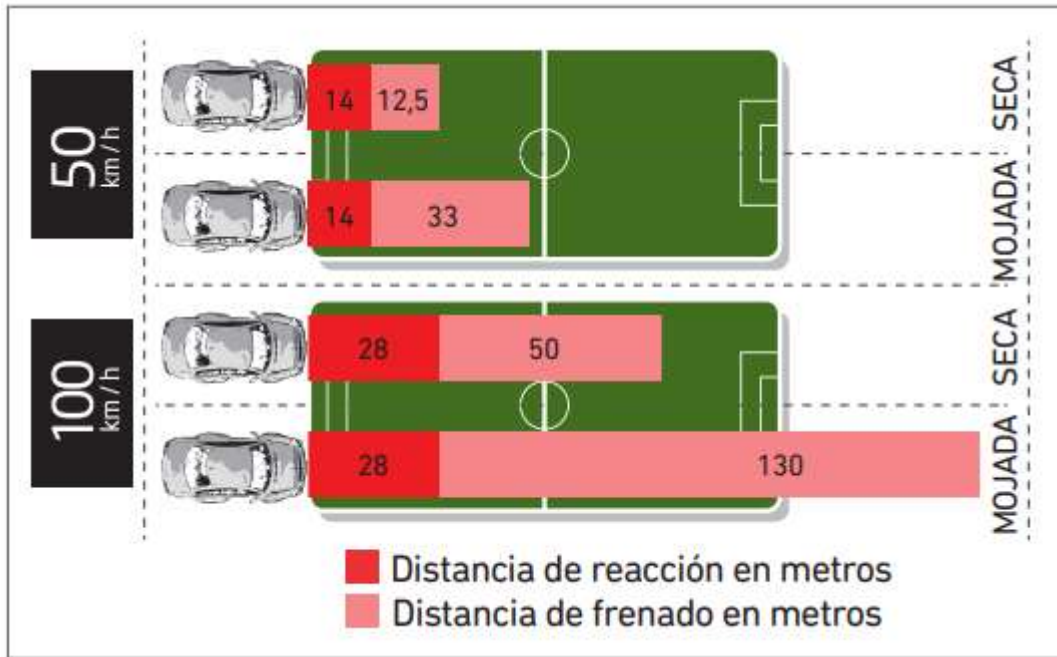 50
km/h
14 12,5
SECA
14 33
MOJADA
100
km/h
28 50
SECA
28 130
MOJADA
Distancia de reacción en metros
Distancia de frenado en metros